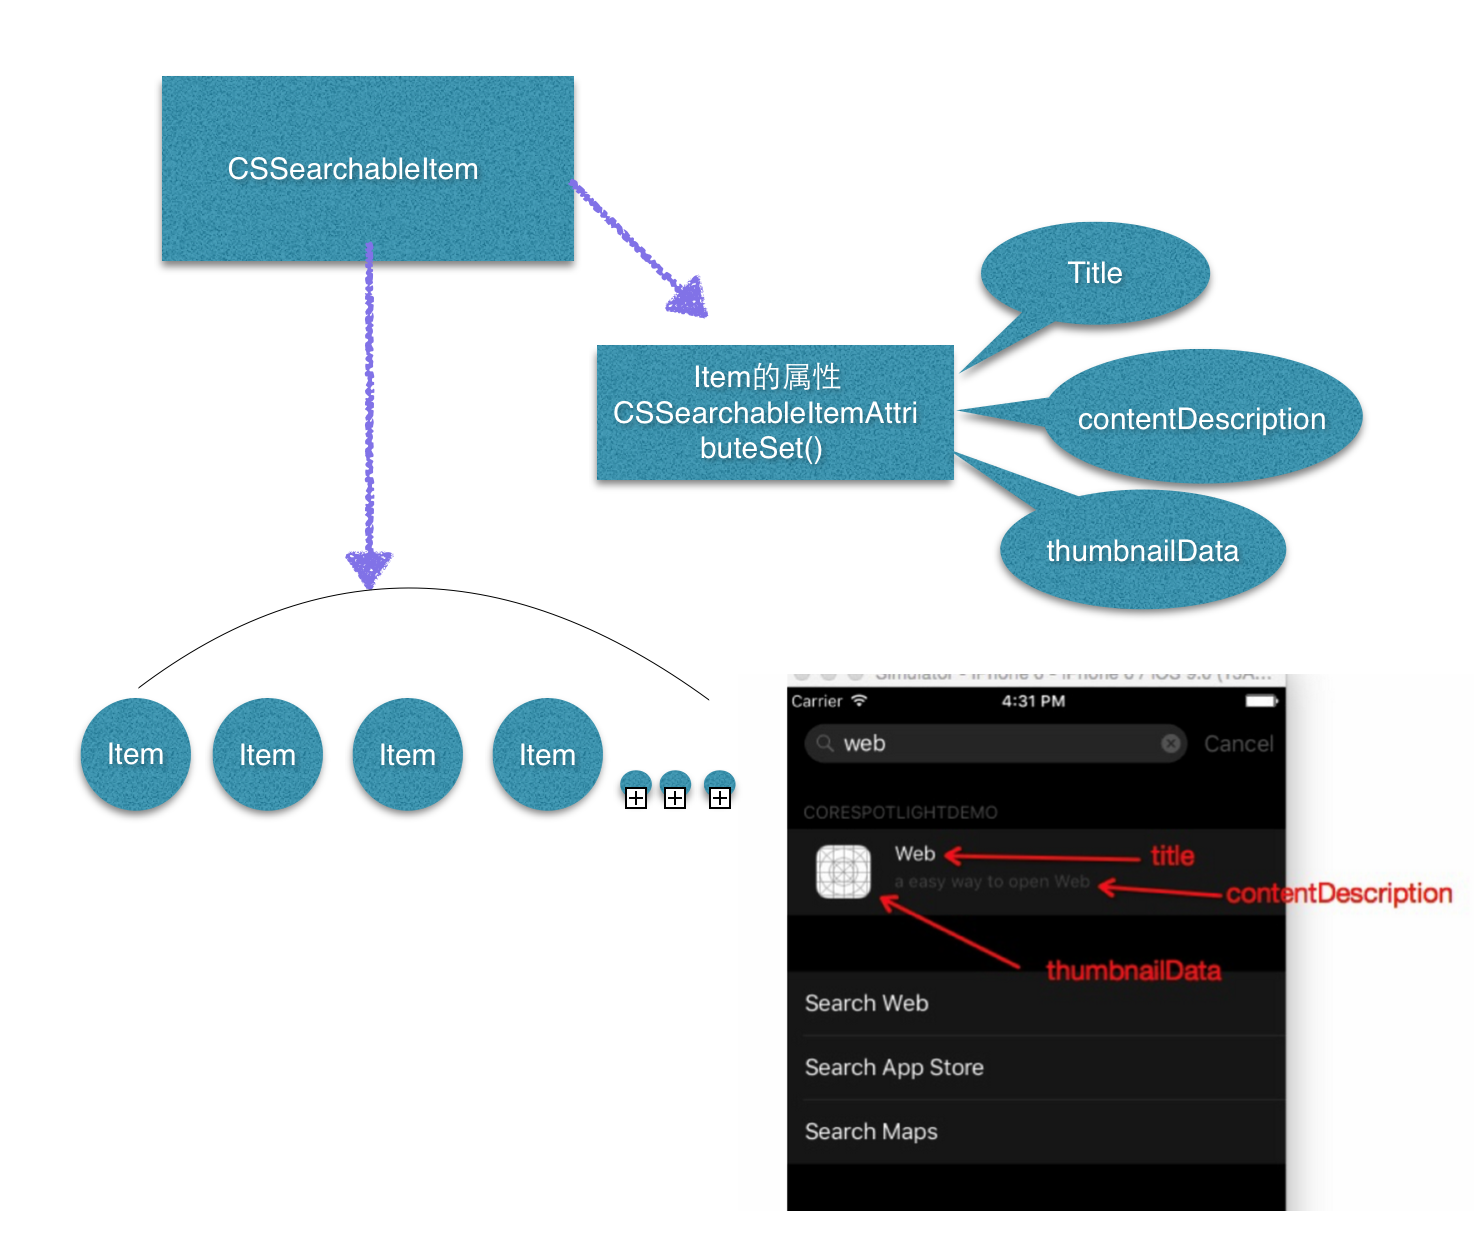 CSSearchableItem
Title
Item的属性
CSSearchableItemAttri
buteSet()
contentDescription
thumbnailData
Item
Item
Item
Item
Carrier
4:31 PM
web
Cancel
CORESPOTLIGHTDEMO
Web
title
a easy way to open Web
contentDescription
thumbnailData
Search Web
Search App Store
Search Maps